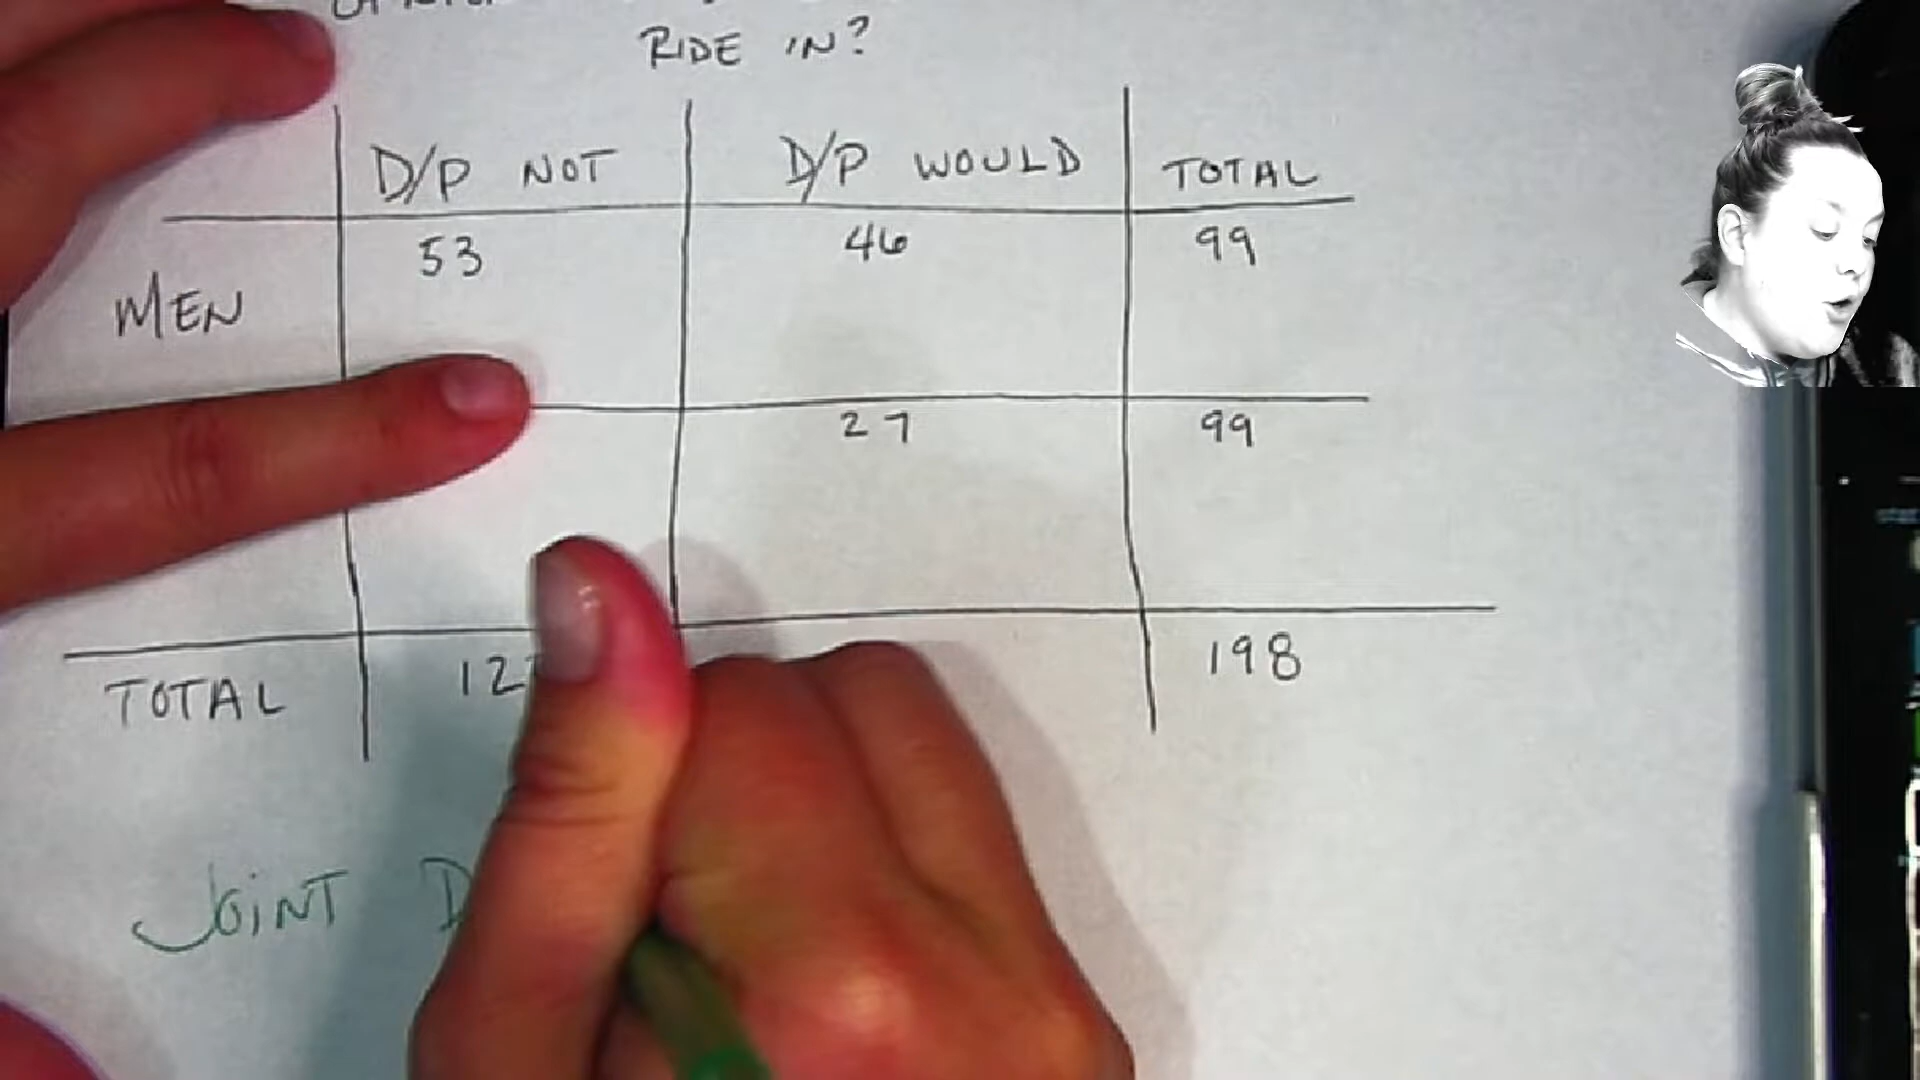 RIDE IN?
D/P NOT D/P WOULD TOTAL
MEN 53 46 99
27 99
TOTAL 198
JOINT